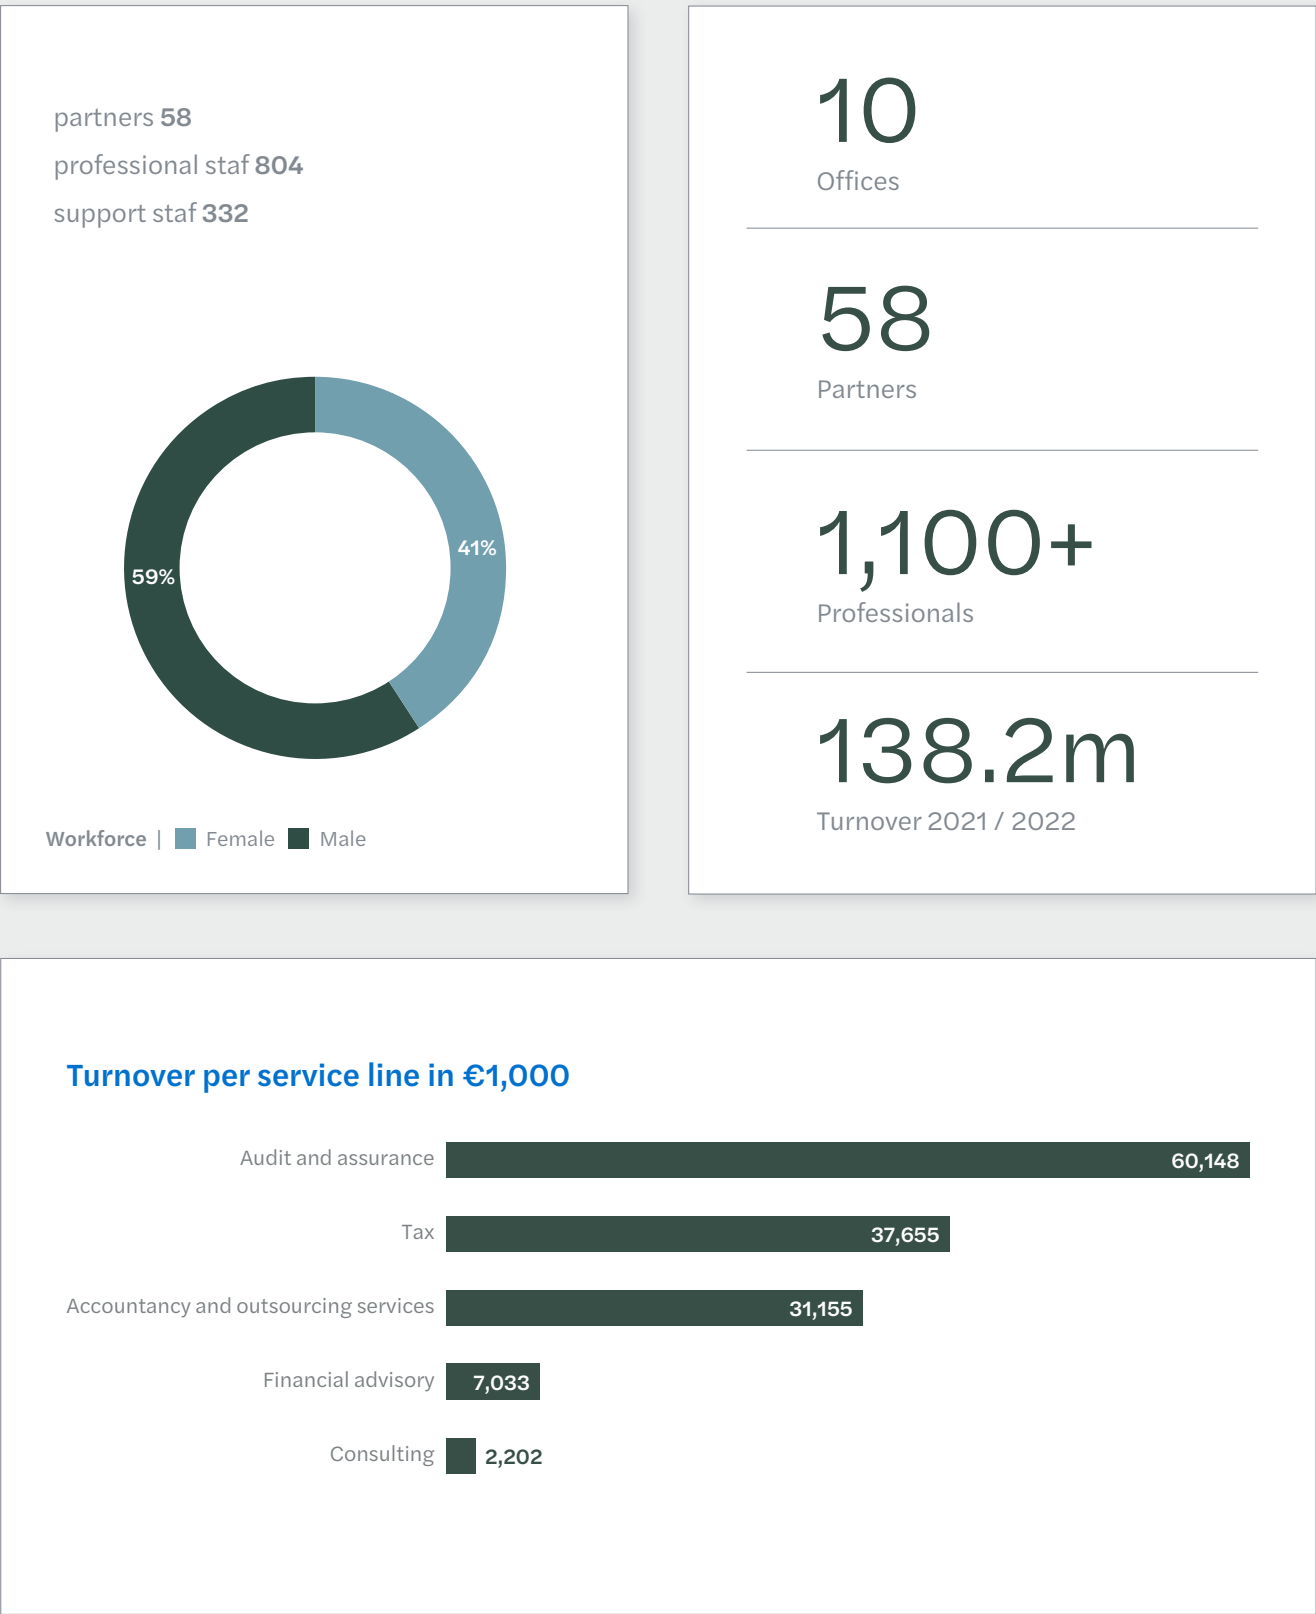 partners 58
professional staf 804
support staf 332
41%
59%
Workforce | Female Male
10
Offices
58
Partners
1,100+
Professionals
138.2m
Turnover 2021 / 2022
Turnover per service line in €1,000
Audit and assurance 60,148
Tax 37,655
Accountancy and outsourcing services 31,155
Financial advisory 7,033
Consulting 2,202